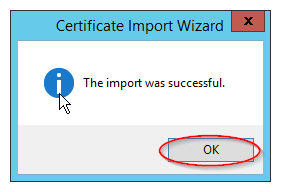 Certificate Import Wizard
x
The import was successful.
OK